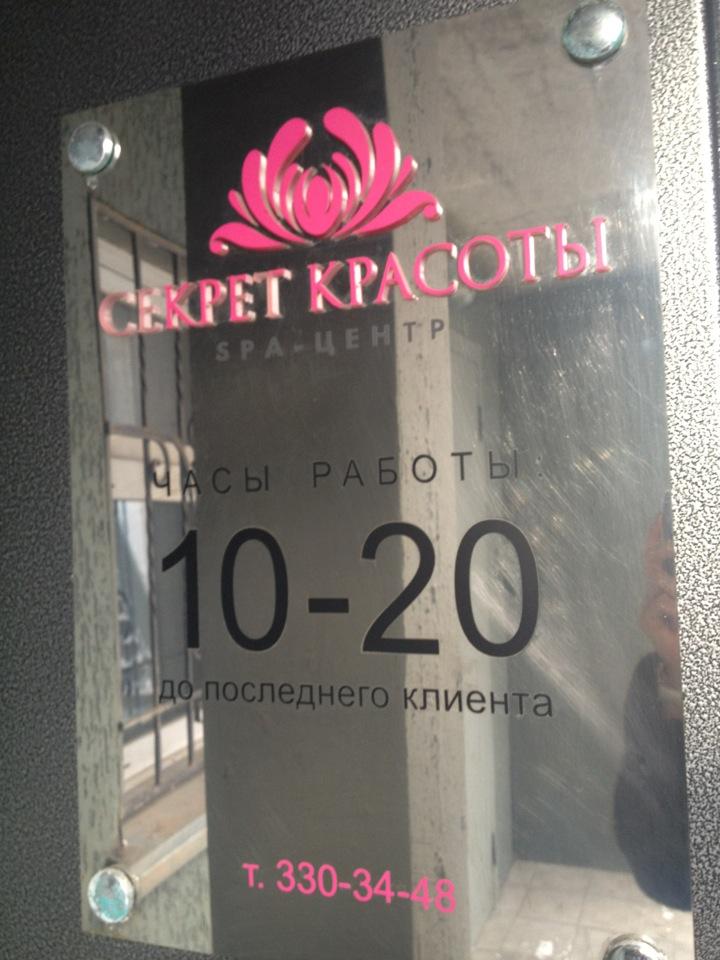 СЕКРЕТ КРАСОТЫ
SPA-ЦЕНТР
ЧАСЫ РАБОТЫ:
10-20
до последнего клиента
т. 330-34-48